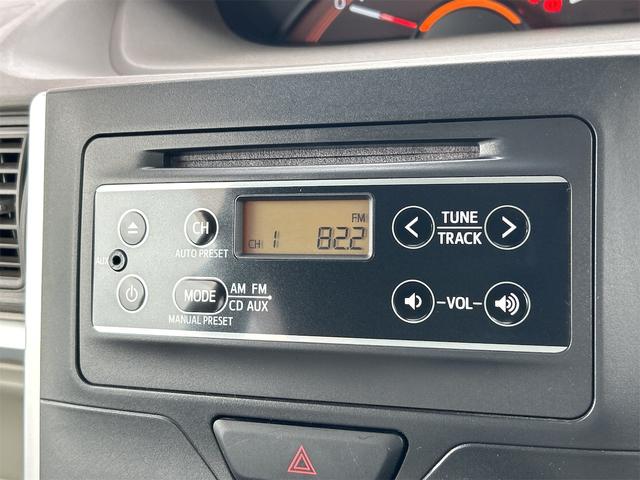 0
CH
AUTO PRESET
AUX
MODE
AM FM
CD AUX
MANUAL PRESET
FM
CH 1 82.2
TUNE
TRACK
VOL